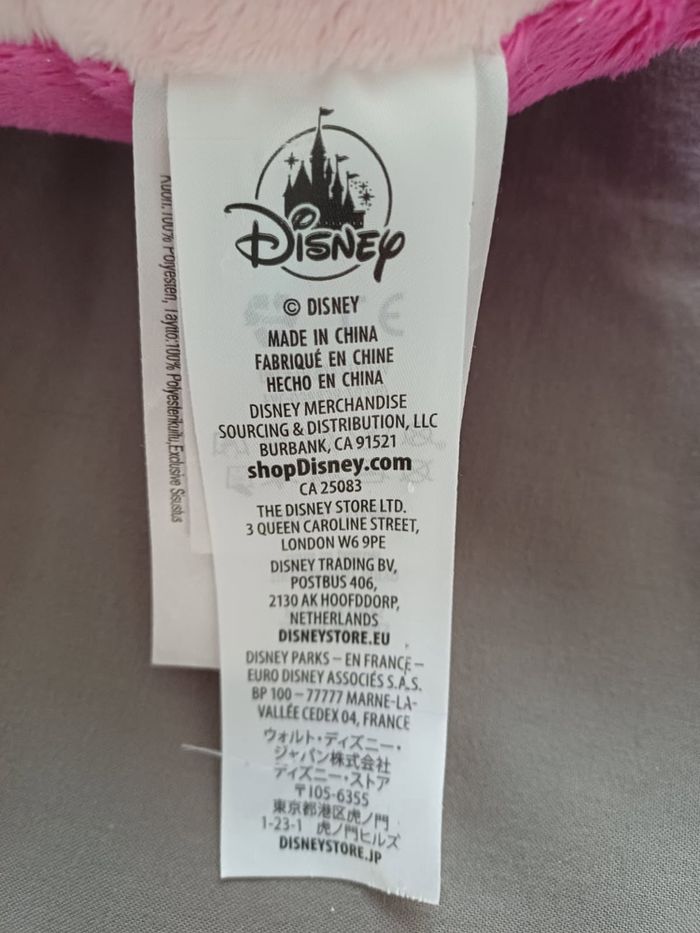 Disney
© DISNEY
MADE IN CHINA
FABRIQUÉ EN CHINE
HECHO EN CHINA
DISNEY MERCHANDISE
SOURCING & DISTRIBUTION, LLC
BURBANK, CA 91521
shopDisney.com
CA 25083
THE DISNEY STORE LTD.
3 QUEEN CAROLINE STREET,
LONDON W6 9PE
DISNEY TRADING BV,
POSTBUS 406,
2130 AK HOOFDDORP,
NETHERLANDS
DISNEYSTORE.EU
DISNEY PARKS – EN FRANCE –
EURO DISNEY ASSOCIÉS S.A.S.
BP 100 – 77777 MARNE-LA-
VALLÉE CEDEX 04, FRANCE
ウォルト・ディズニー・
ジャパン株式会社
ディズニー・ストア
〒105-6355
東京都港区虎ノ門
1-23-1 虎ノ門ヒルズ
DISNEYSTORE.JP
100% Polyesteri, Täyttö:100% Polyesterikuitu,Exclusive Sisustus